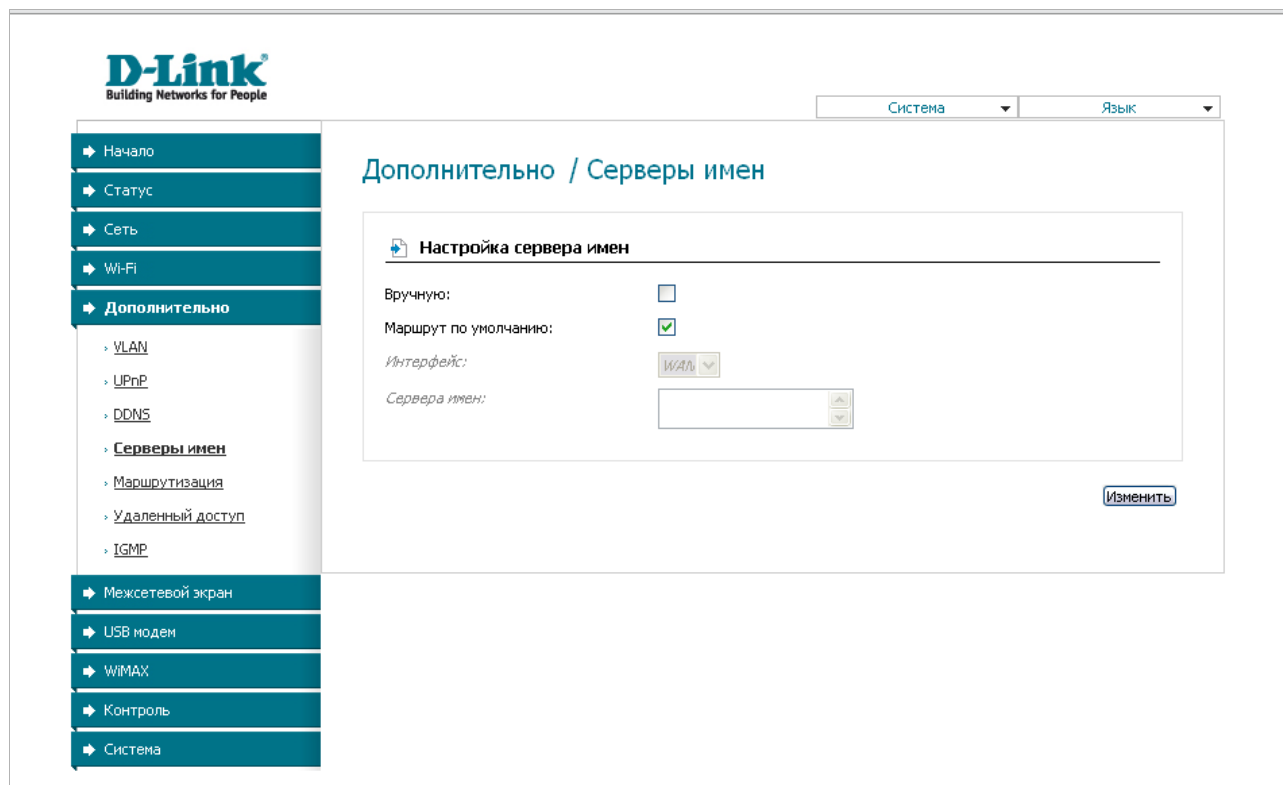 D-Link
Building Networks for People
Система
Язык
Начало
Статус
Сеть
Wi-Fi
Дополнительно
VLAN
UPnP
DDNS
Серверы имен
Маршрутизация
Удаленный доступ
IGMP
Межсетевой экран
USB модем
WiMAX
Контроль
Система
Дополнительно / Серверы имен
Настройка сервера имен
Вручную:
Маршрут по умолчанию:
Интерфейс:
WAN
Сервера имен:
Изменить